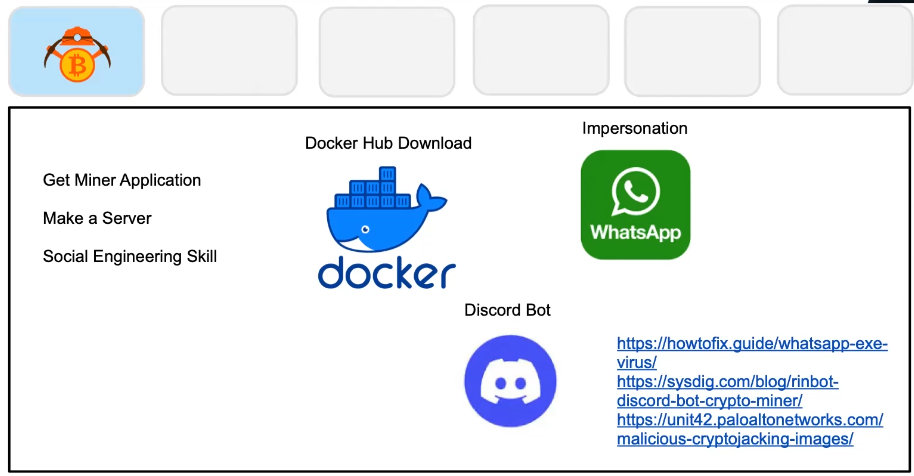 Get Miner Application
Make a Server
Social Engineering Skill
Docker Hub Download
docker
Impersonation
WhatsApp
Discord Bot
https://howtofix.guide/whatsapp-exe-
virus/
https://sysdig.com/blog/rinbot-
discord-bot-crypto-miner/
https://unit42.paloaltonetworks.com/
malicious-cryptojacking-images/